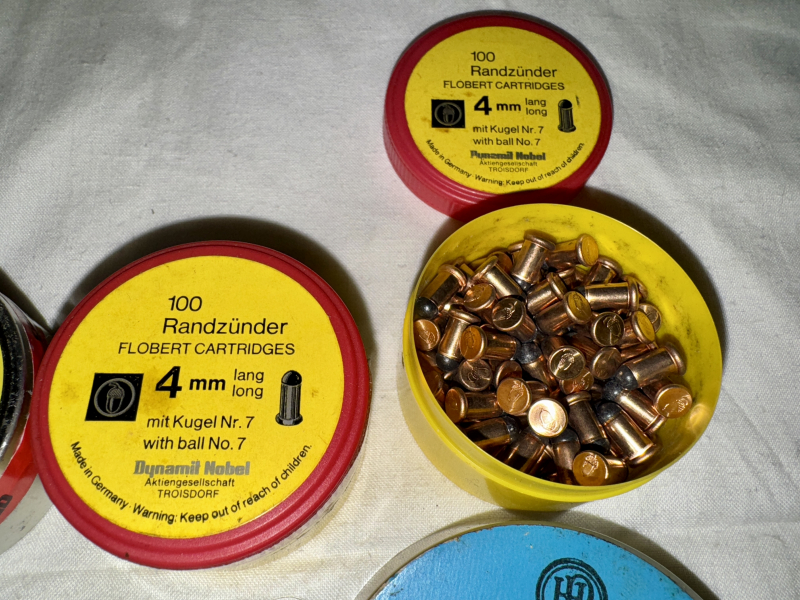 100
Randzünder
FLOBERT CARTRIDGES
4 mm lang
long
mit Kugel Nr. 7
with ball No. 7
Dynamit Nobel
Aktiengesellschaft
TROISDORF
Made in Germany · Warning: Keep out of reach of children.
100
Randzünder
FLOBERT CARTRIDGES
4 mm lang
long
mit Kugel Nr. 7
with ball No. 7
Dynamit Nobel
Aktiengesellschaft
TROISDORF
Made in Germany · Warning: Keep out of reach of children.